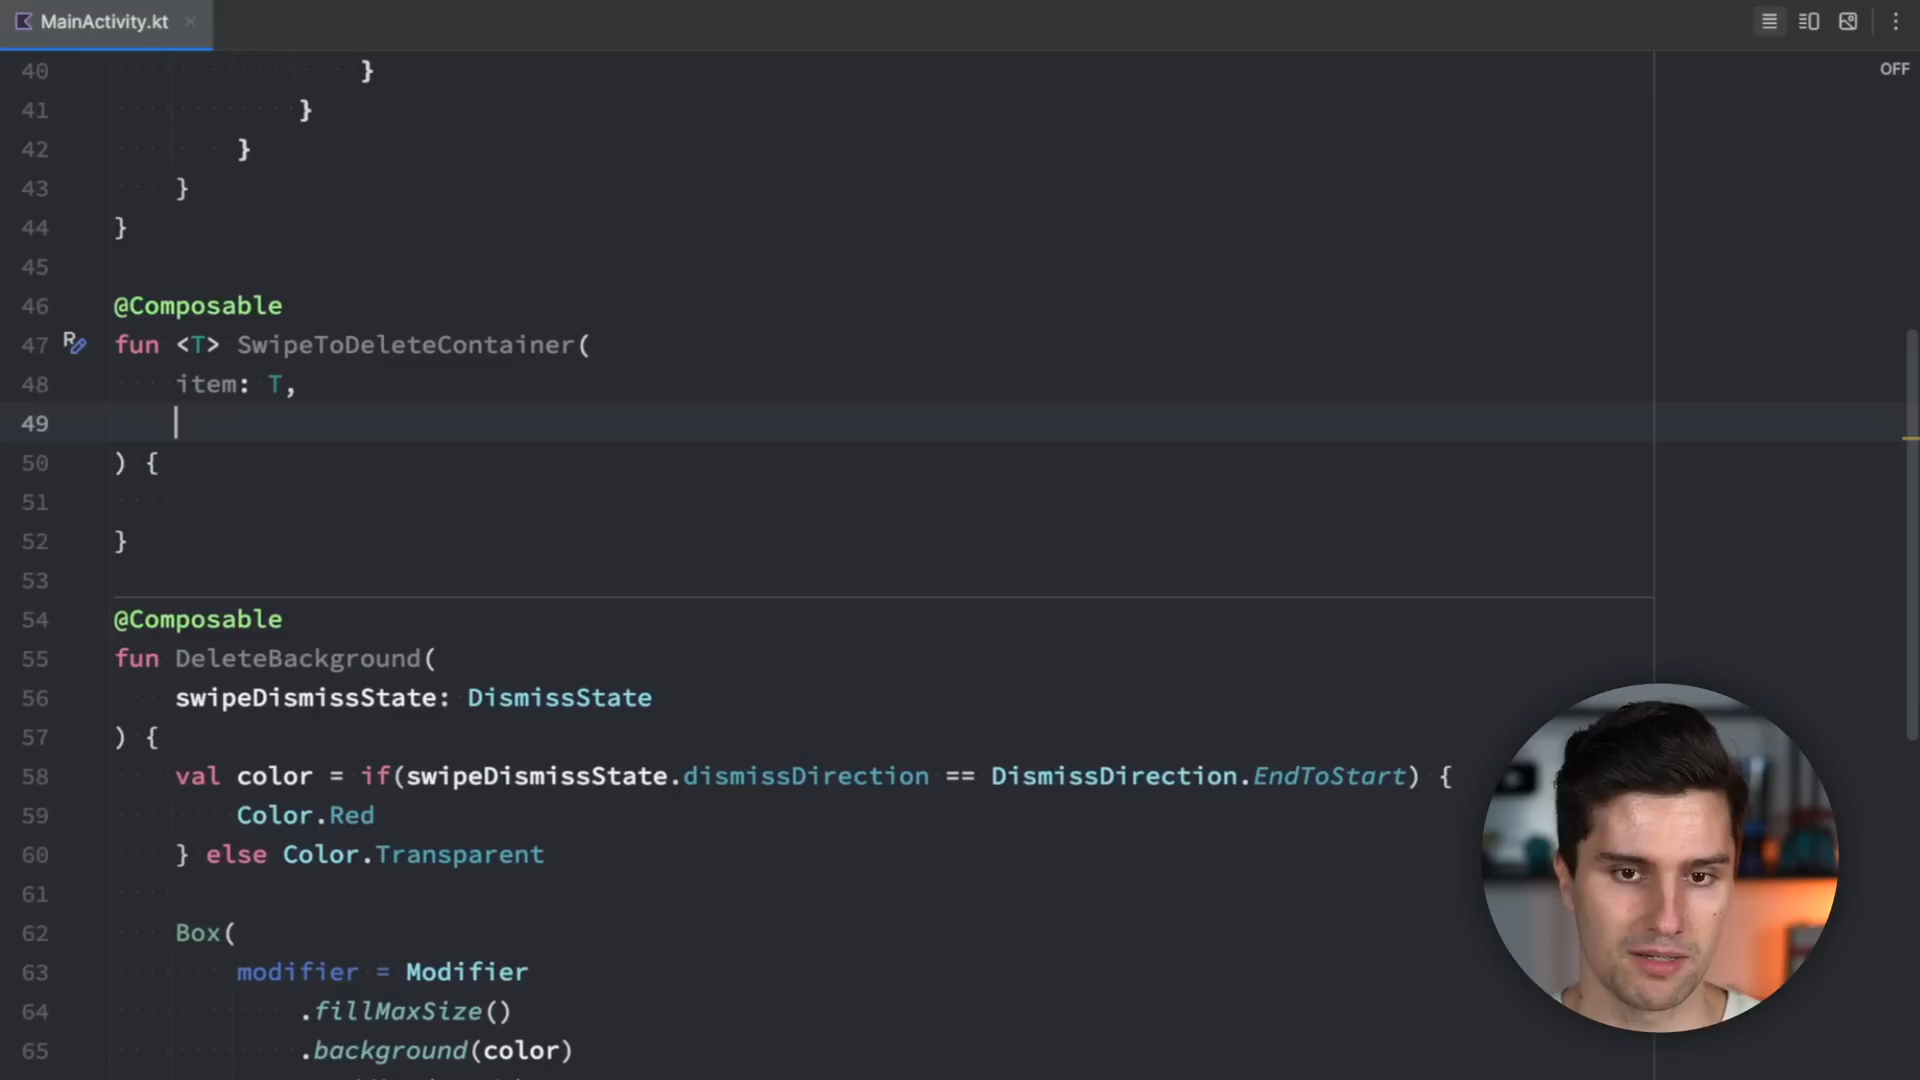 MainActivity.kt
OFF
40 }
41 }
42 }
43 }
44 }
45
46 @Composable
47 fun <T> SwipeToDeleteContainer(
48 item: T,
49
50 ) {
51
52 }
53
54 @Composable
55 fun DeleteBackground(
56 swipeDismissState: DismissState
57 ) {
58 val color = if(swipeDismissState.dismissDirection == DismissDirection.EndToStart) {
59 Color.Red
60 } else Color.Transparent
61
62 Box(
63 modifier = Modifier
64 .fillMaxSize()
65 .background(color)